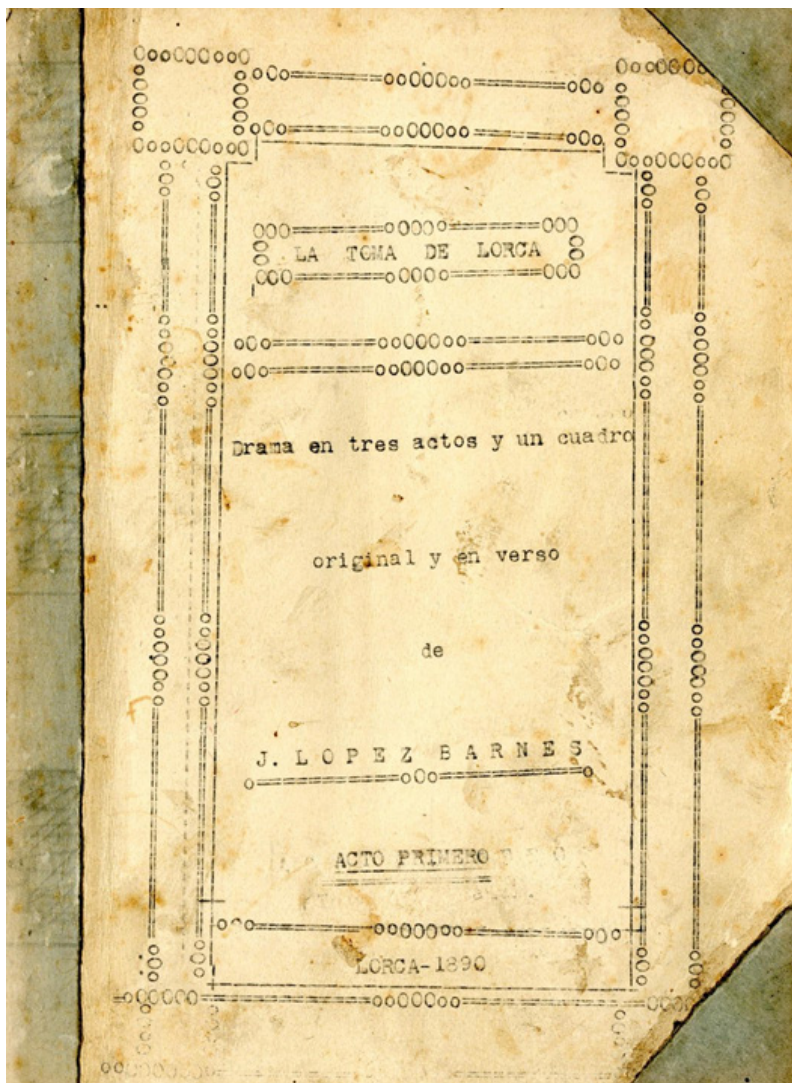 LA TOMA DE LORCA
Drama en tres actos y un cuadro
original y en verso
de
J. LOPEZ BARNES
ACTO PRIMERO
LORCA-1890